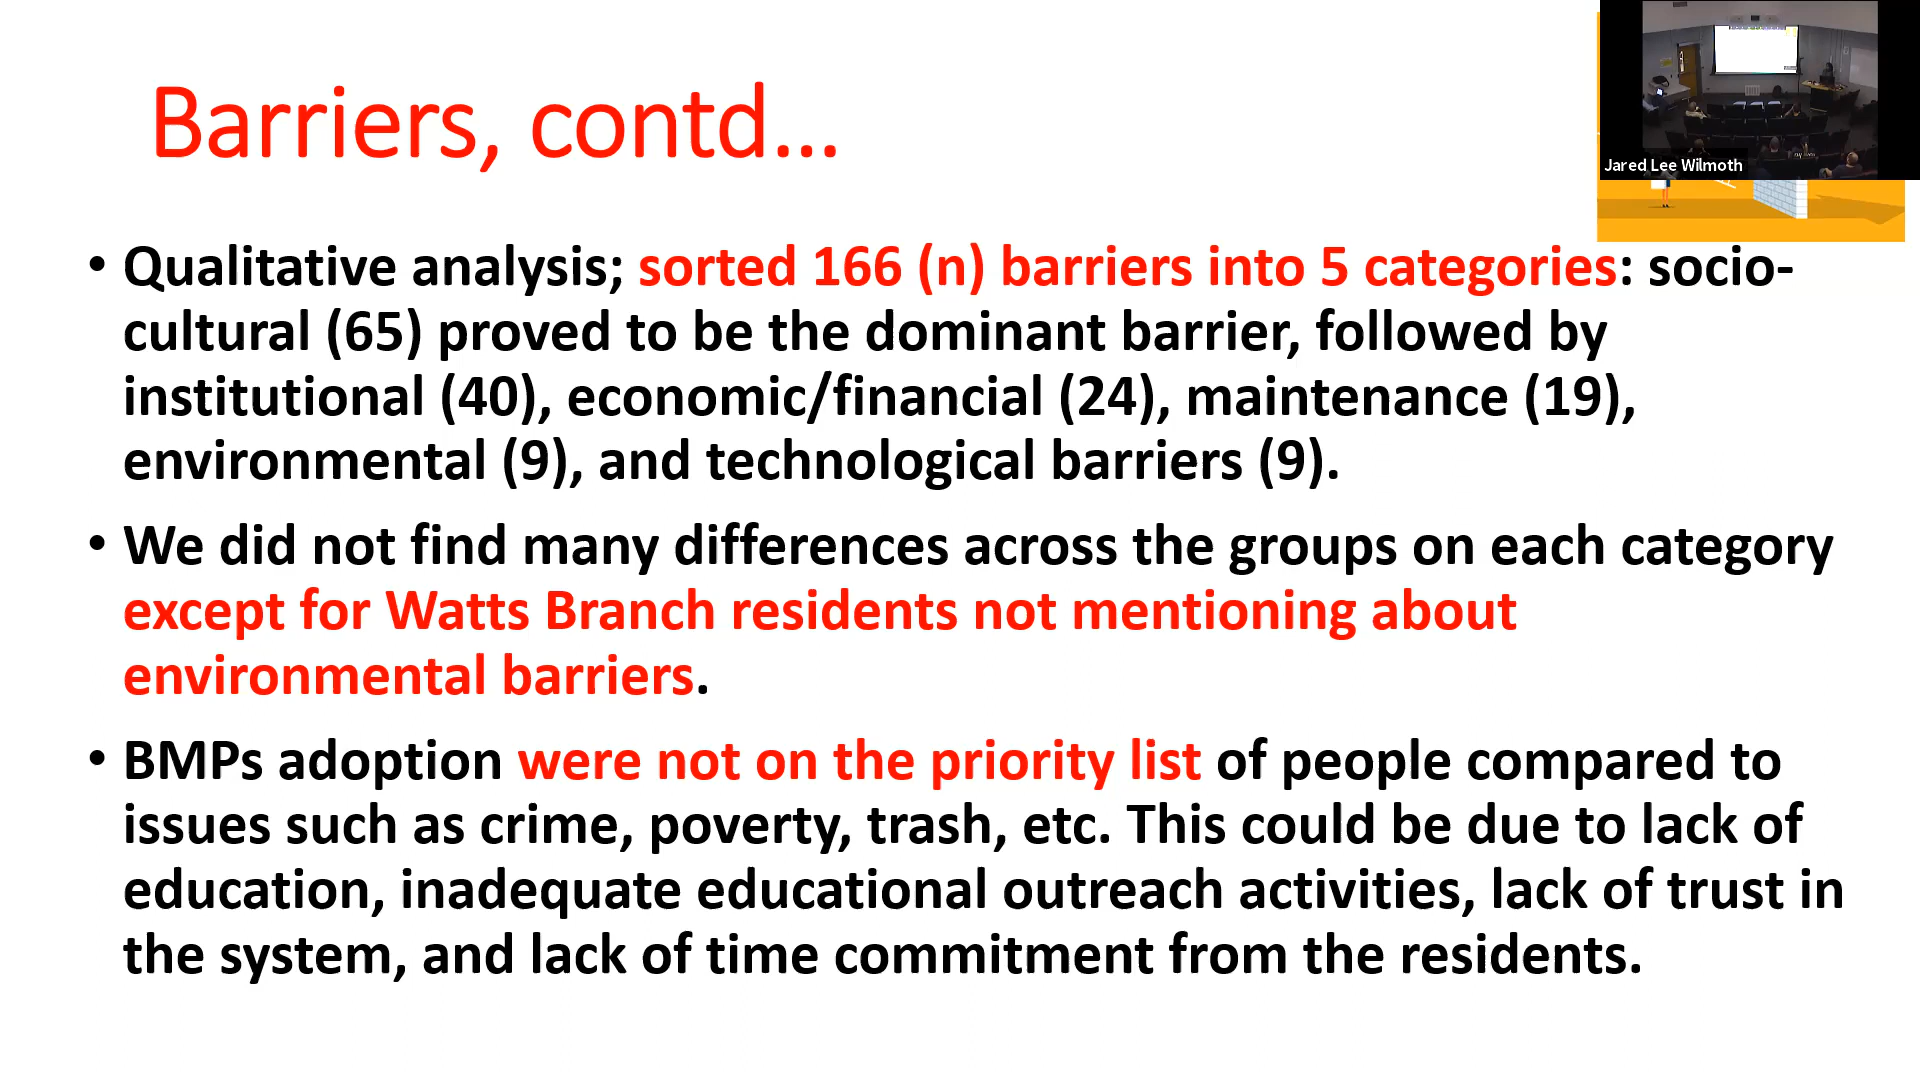 Barriers, contd...
Jared Lee Wilmoth
• Qualitative analysis; sorted 166 (n) barriers into 5 categories: socio-
cultural (65) proved to be the dominant barrier, followed by
institutional (40), economic/financial (24), maintenance (19),
environmental (9), and technological barriers (9).
• We did not find many differences across the groups on each category
except for Watts Branch residents not mentioning about
environmental barriers.
• BMPs adoption were not on the priority list of people compared to
issues such as crime, poverty, trash, etc. This could be due to lack of
education, inadequate educational outreach activities, lack of trust in
the system, and lack of time commitment from the residents.